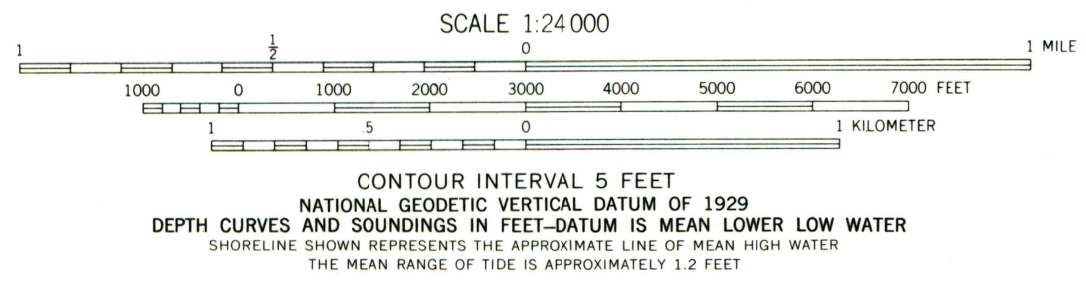 SCALE 1:24 000
1 ½ 0 1 MILE
1000 0 1000 2000 3000 4000 5000 6000 7000 FEET
1 .5 0 1 KILOMETER
CONTOUR INTERVAL 5 FEET
NATIONAL GEODETIC VERTICAL DATUM OF 1929
DEPTH CURVES AND SOUNDINGS IN FEET—DATUM IS MEAN LOWER LOW WATER
SHORELINE SHOWN REPRESENTS THE APPROXIMATE LINE OF MEAN HIGH WATER
THE MEAN RANGE OF TIDE IS APPROXIMATELY 1.2 FEET